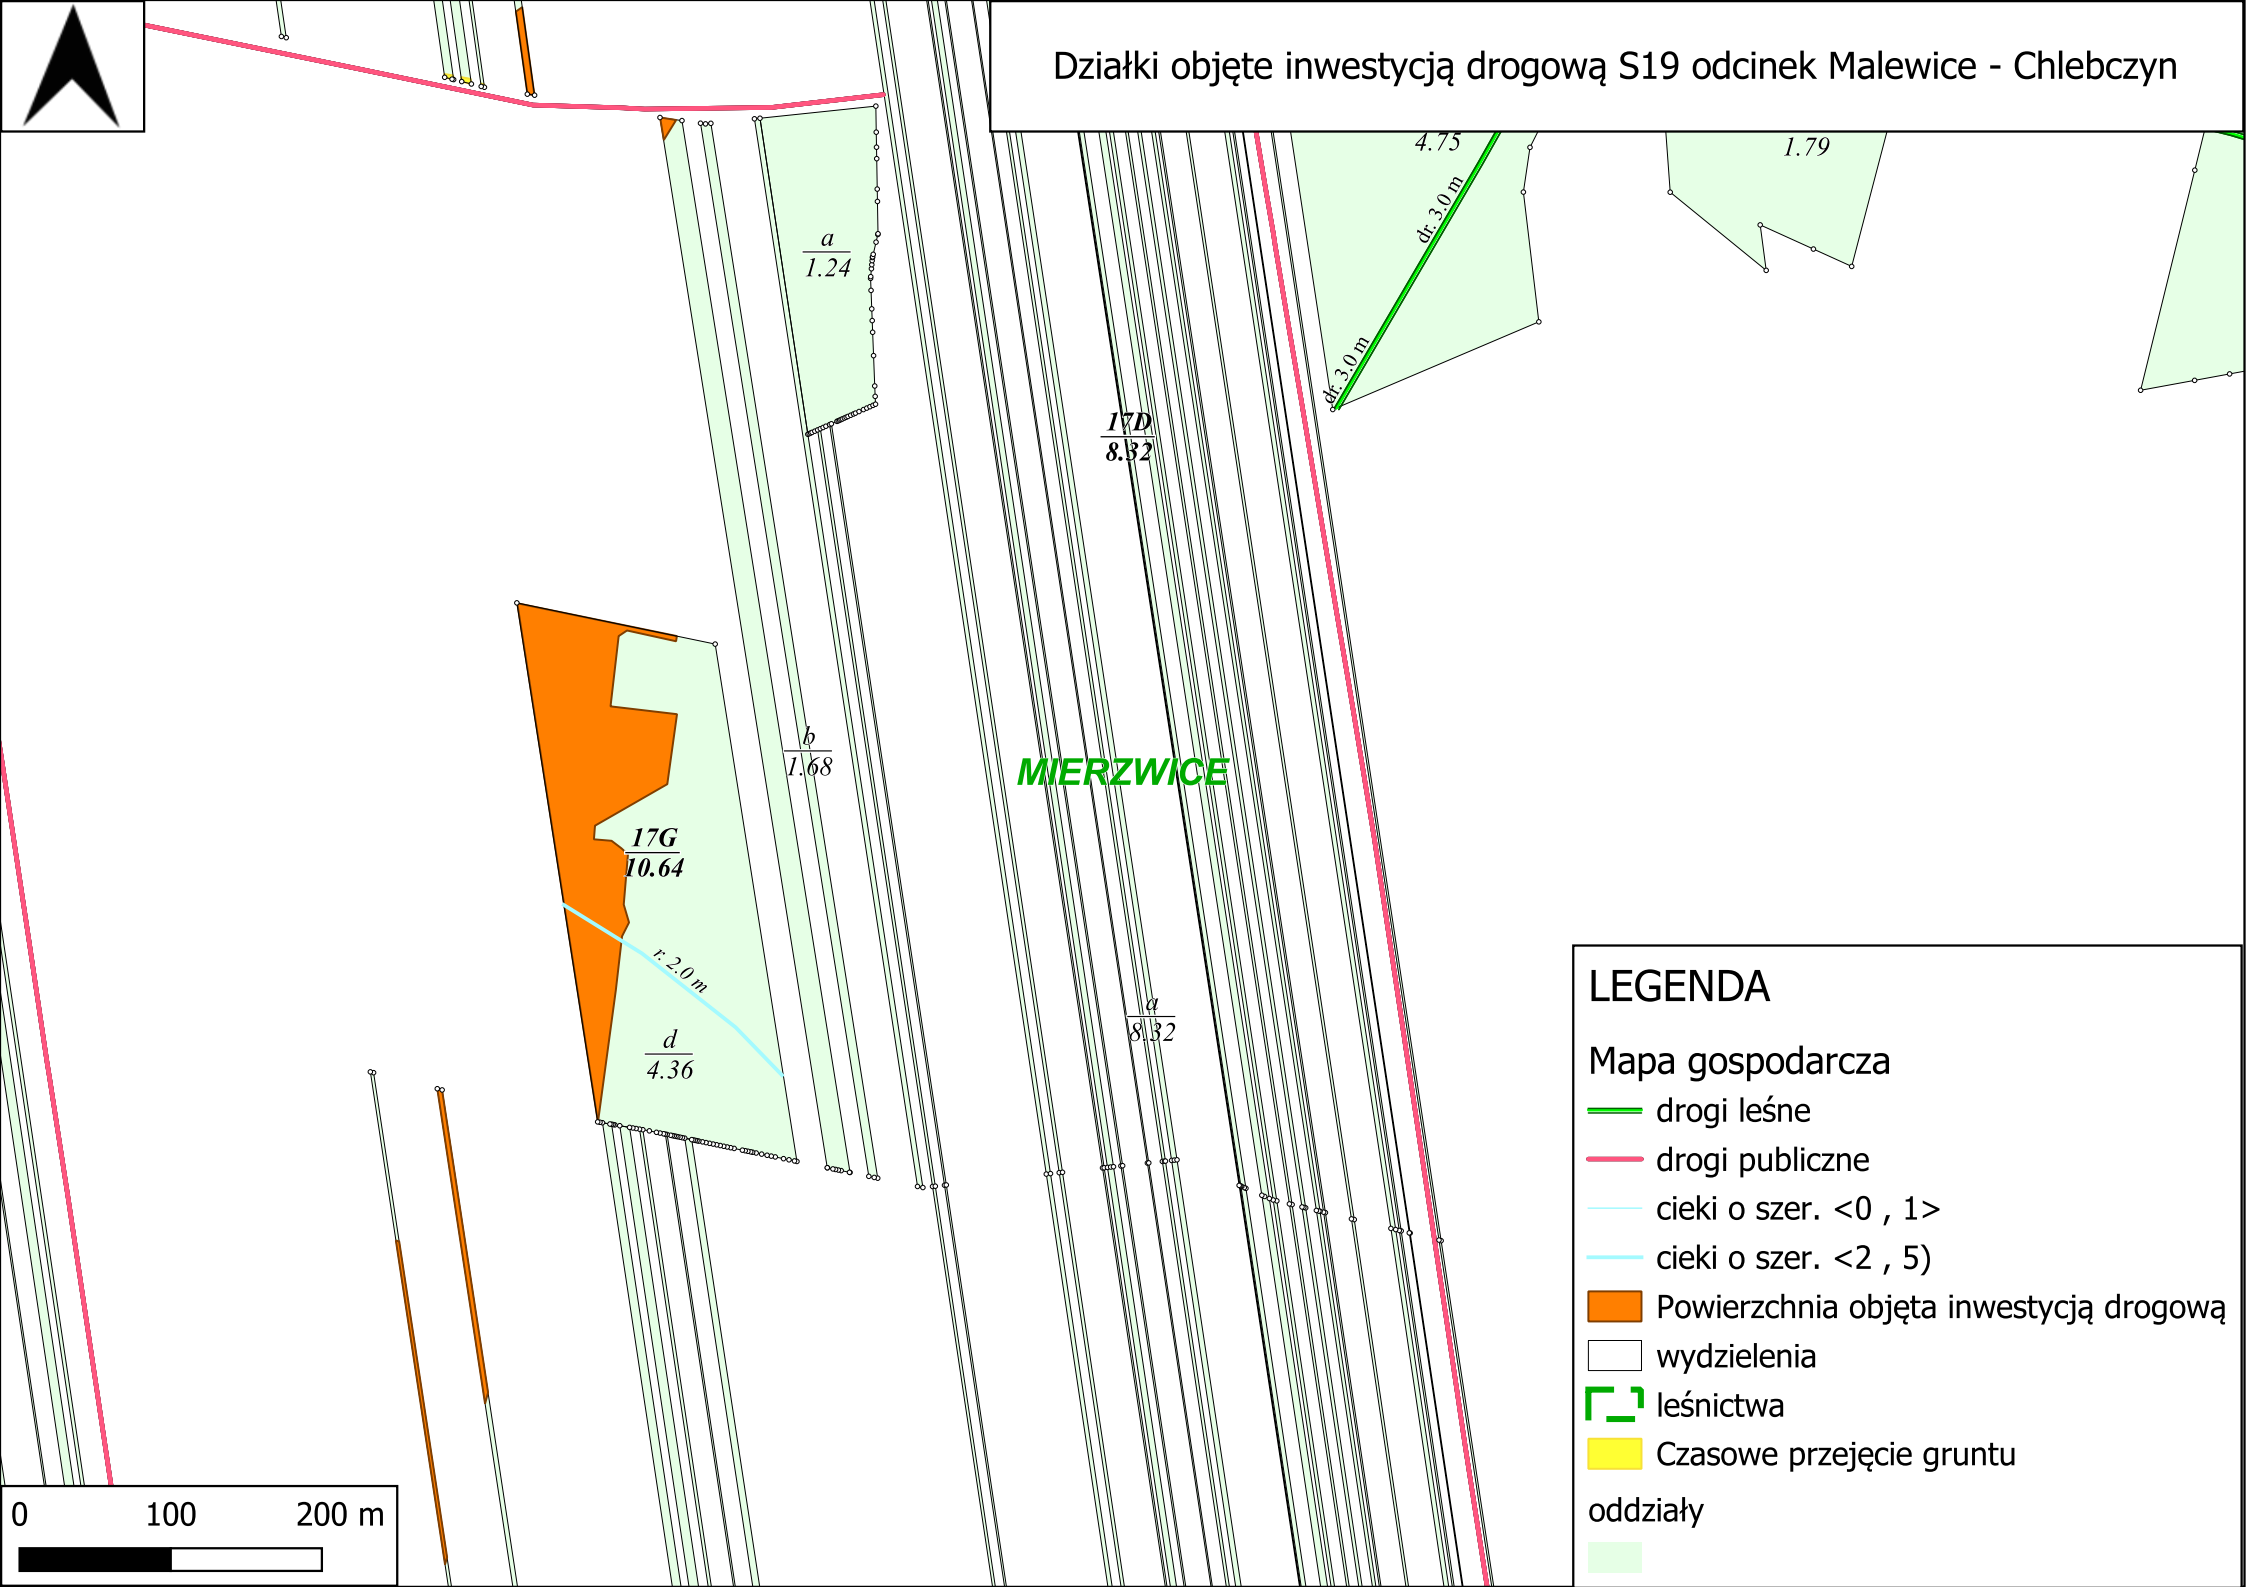 Działki objęte inwestycją drogową S19 odcinek Malewice - Chlebczyn
4.75
1.79
dr. 3.0 m
a
1.24
dr. 3.0 m
17D
8.32
b
1.68
MIERZWICE
17G
10.64
r. 2.0 m
a
8.32
d
4.36
LEGENDA
Mapa gospodarcza
drogi leśne
drogi publiczne
cieki o szer. <0 , 1>
cieki o szer. <2 , 5)
Powierzchnia objęta inwestycją drogową
wydzielenia
leśnictwa
Czasowe przejęcie gruntu
oddziały
0 100 200 m